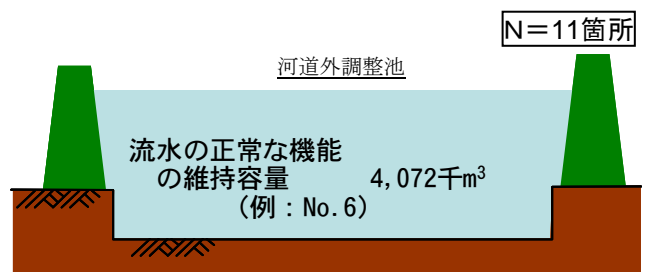 N＝11箇所
河道外調整池
流水の正常な機能
の維持容量　4,072千m³
（例：No.6）